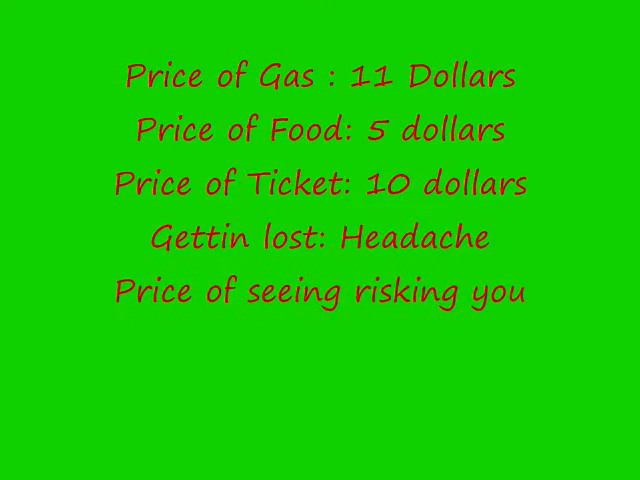 Price of Gas : 11 Dollars
Price of Food: 5 dollars
Price of Ticket: 10 dollars
Gettin lost: Headache
Price of seeing risking you